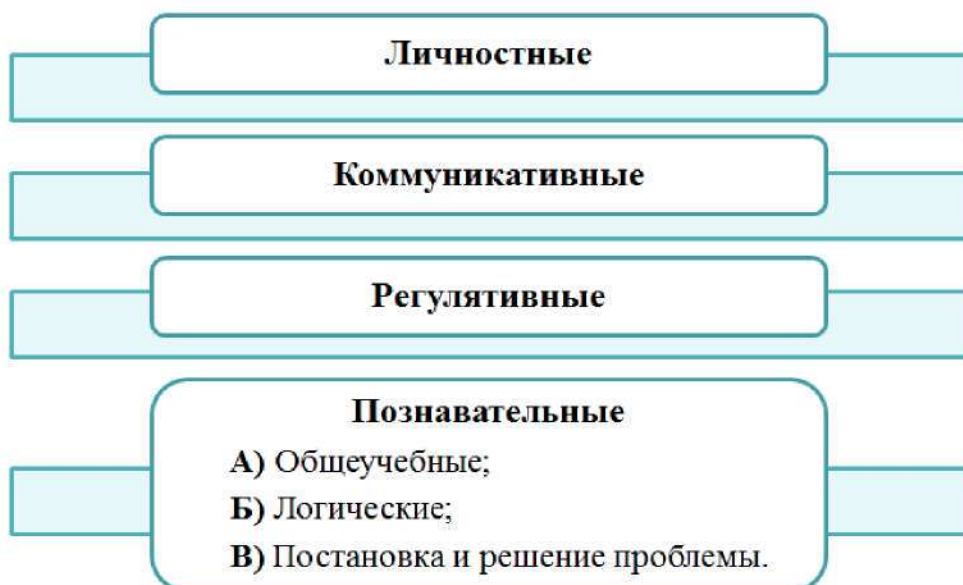 Личностные
Коммуникативные
Регулятивные
Познавательные
А) Общеучебные;
Б) Логические;
В) Постановка и решение проблемы.